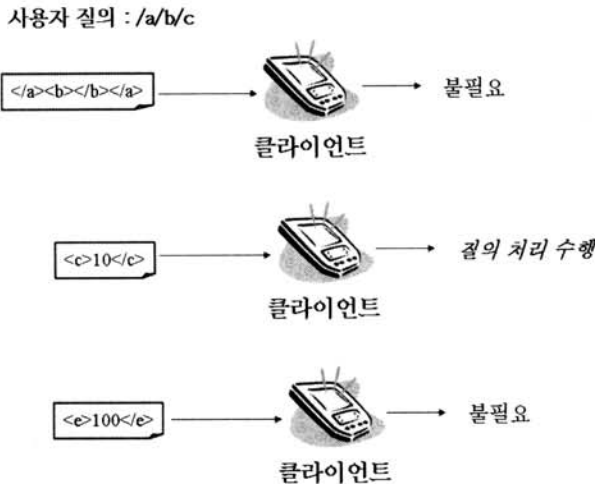 사용자 질의 : /a/b/c
</a><b></b></a>
불필요
클라이언트
<c>10</c>
질의 처리 수행
클라이언트
<e>100</e>
불필요
클라이언트